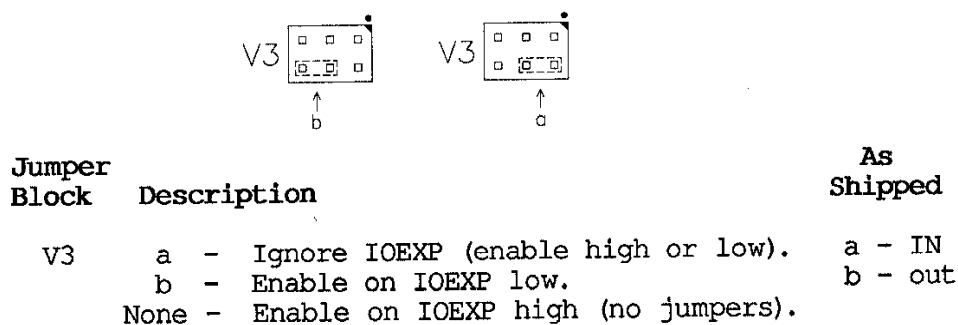 V3 V3
b a
Jumper Block Description As Shipped
V3 a - Ignore IOEXP (enable high or low). a - IN
b - Enable on IOEXP low. b - out
None - Enable on IOEXP high (no jumpers).